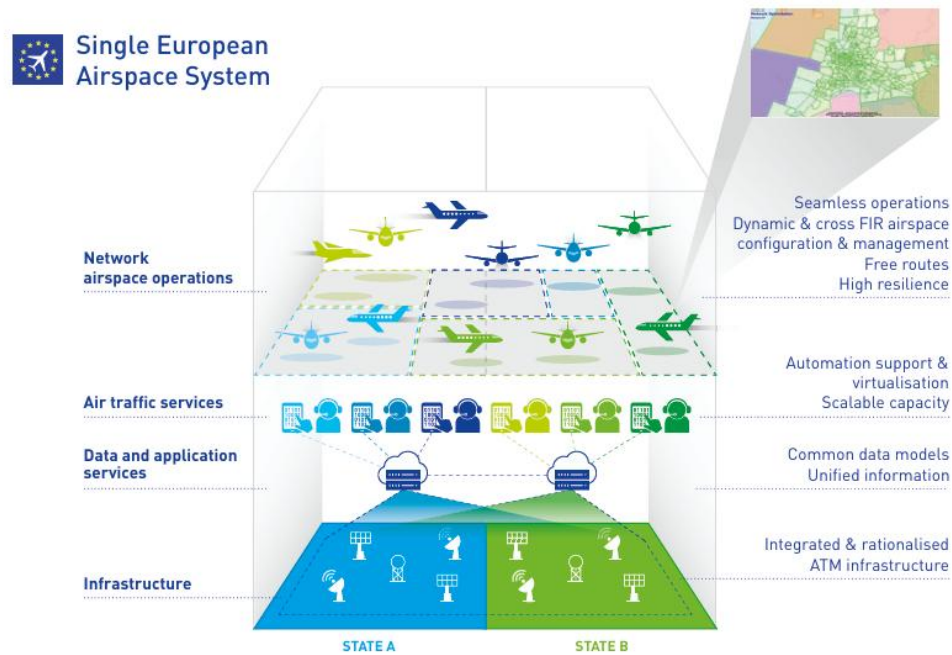 Single European
Airspace System
Network
airspace operations
Seamless operations
Dynamic & cross FIR airspace
configuration & management
Free routes
High resilience
Air traffic services
Automation support &
virtualisation
Scalable capacity
Data and application
services
Common data models
Unified information
Infrastructure
Integrated & rationalised
ATM infrastructure
STATE A
STATE B